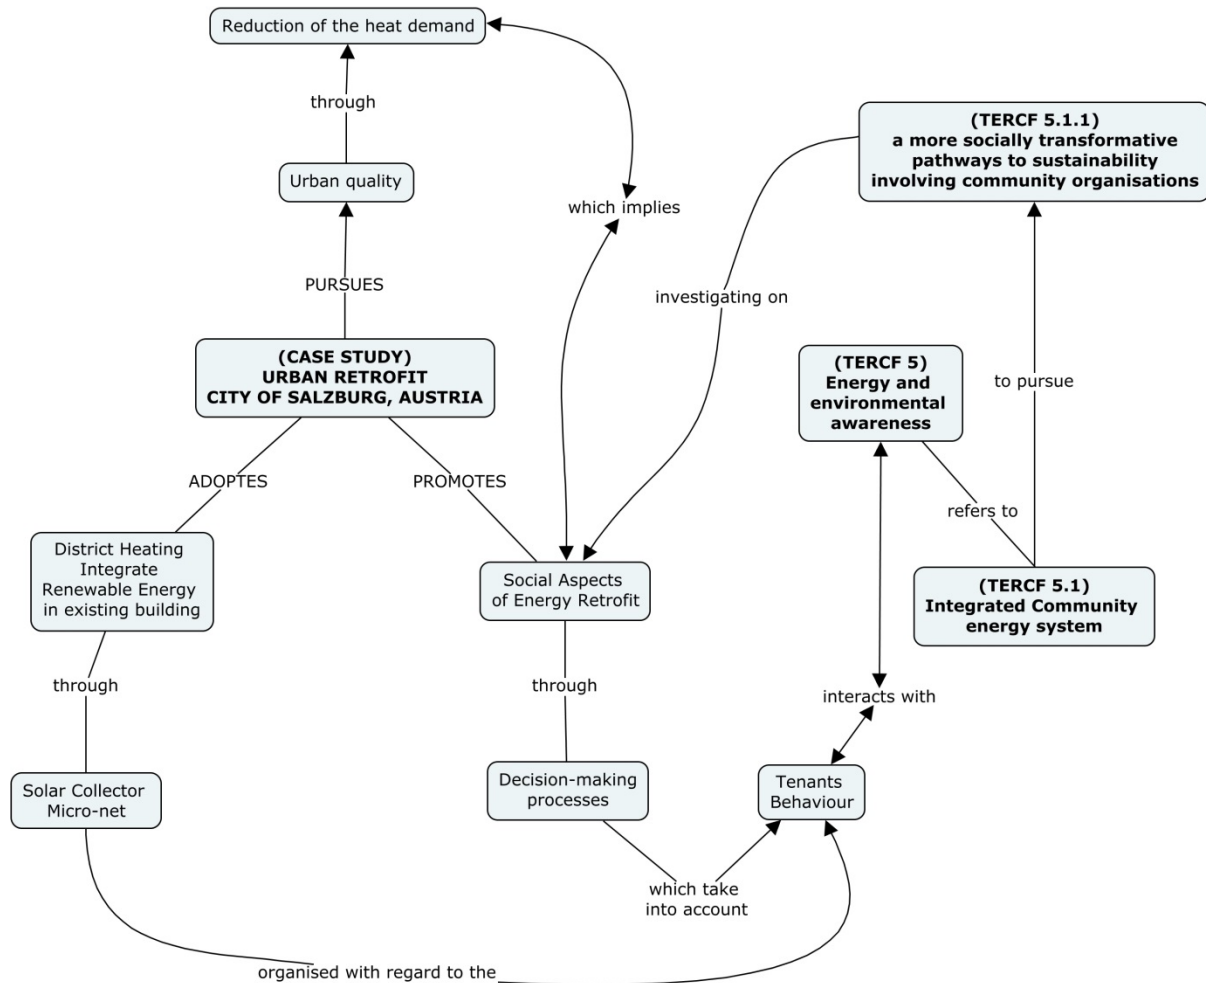 Reduction of the heat demand
through
Urban quality
which implies
PURSUES
(CASE STUDY)
URBAN RETROFIT
CITY OF SALZBURG, AUSTRIA
ADOPTES
PROMOTES
District Heating
Integrate
Renewable Energy
in existing building
through
Solar Collector
Micro-net
organised with regard to the
Social Aspects
of Energy Retrofit
through
Decision-making
processes
which take
into account
Tenants
Behaviour
interacts with
(TERCF 5)
Energy and
environmental
awareness
refers to
(TERCF 5.1)
Integrated Community
energy system
to pursue
(TERCF 5.1.1)
a more socially transformative
pathways to sustainability
involving community organisations
investigating on